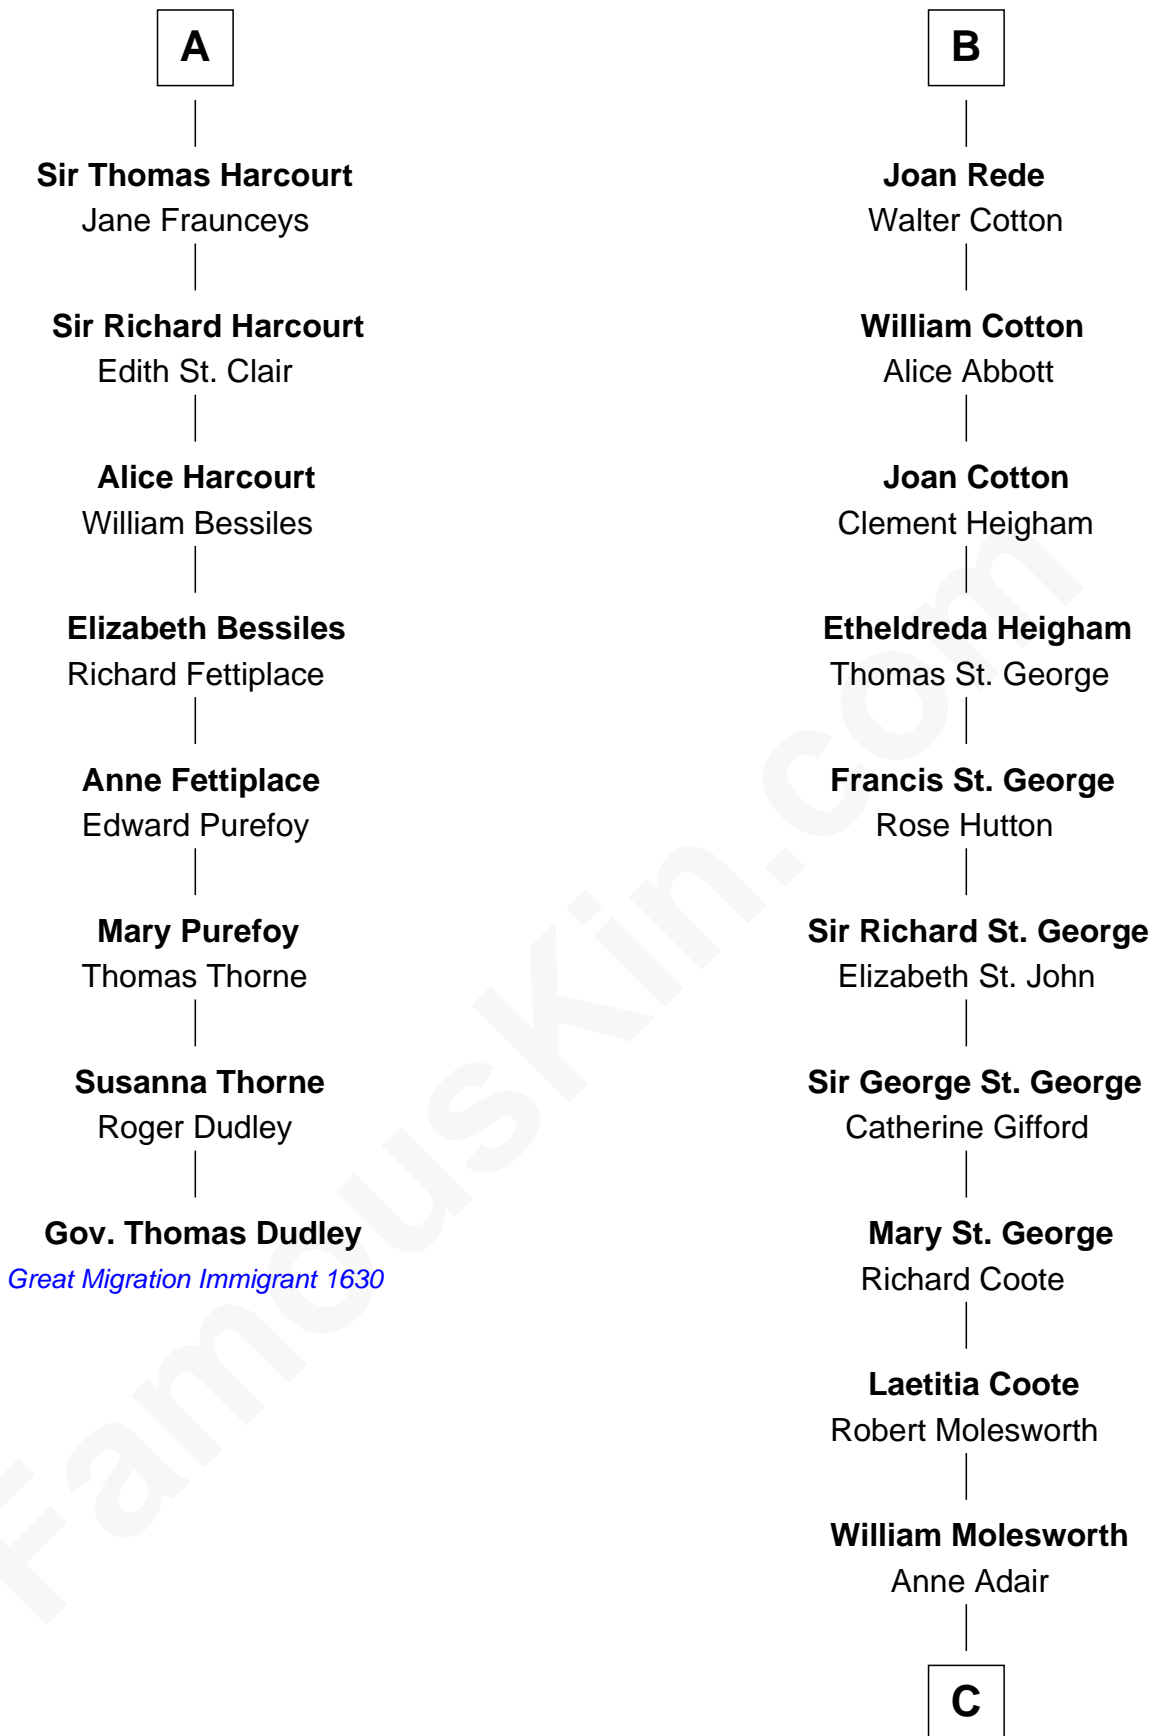 A
Sir Thomas Harcourt
Jane Fraunceys
Sir Richard Harcourt
Edith St. Clair
Alice Harcourt
William Bessiles
Elizabeth Bessiles
Richard Fettiplace
Anne Fettiplace
Edward Purefoy
Mary Purefoy
Thomas Thorne
Susanna Thorne
Roger Dudley
Gov. Thomas Dudley
Great Migration Immigrant 1630
B
Joan Rede
Walter Cotton
William Cotton
Alice Abbott
Joan Cotton
Clement Heigham
Etheldreda Heigham
Thomas St. George
Francis St. George
Rose Hutton
Sir Richard St. George
Elizabeth St. John
Sir George St. George
Catherine Gifford
Mary St. George
Richard Coote
Laetitia Coote
Robert Molesworth
William Molesworth
Anne Adair
C
FamousKin.com